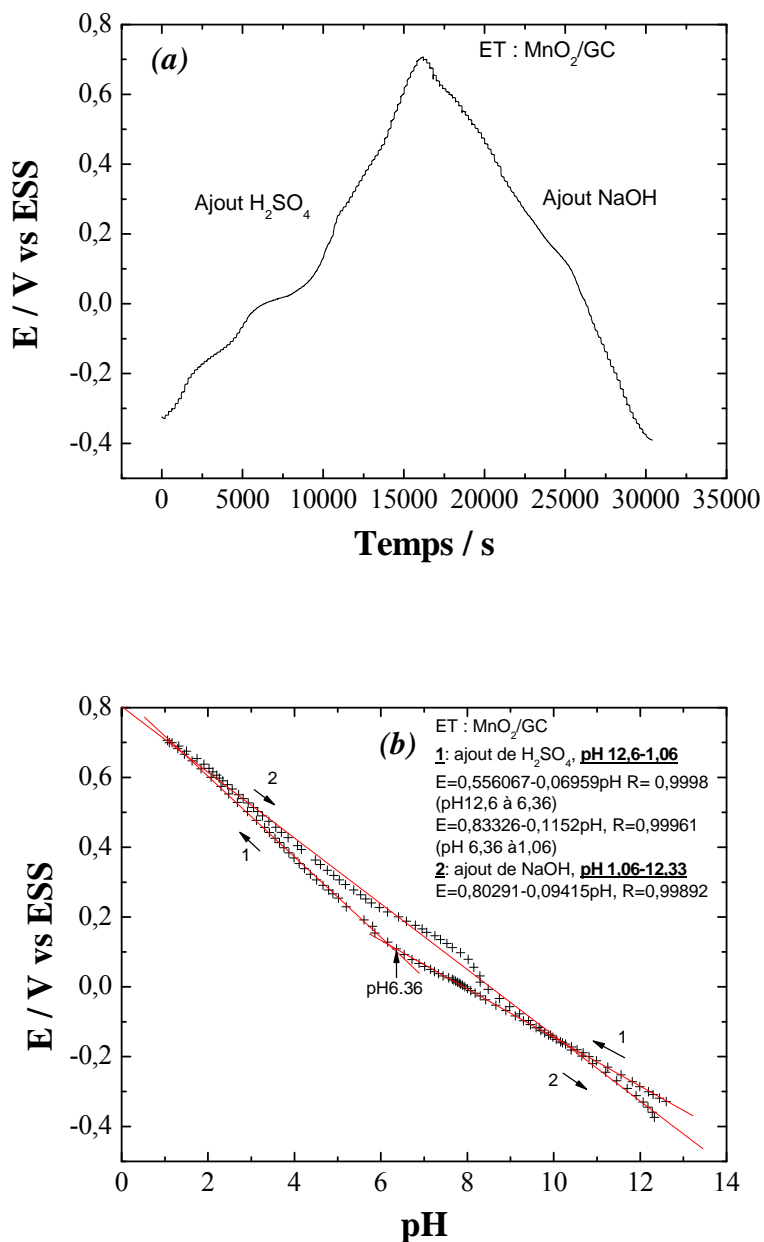 0,8
0,6
0,4
0,2
0,0
-0,2
-0,4
E / V vs ESS
(a)
ET : MnO₂/GC
Ajout H₂SO₄
Ajout NaOH
0 5000 10000 15000 20000 25000 30000 35000
Temps / s
0,8
0,6
0,4
0,2
0,0
-0,2
-0,4
E / V vs ESS
(b)
ET : MnO₂/GC
1: ajout de H₂SO₄, pH 12,6-1,06
E=0,556067-0,06959pH R= 0,9998
(pH12,6 à 6,36)
E=0,83326-0,1152pH, R=0,99961
(pH 6,36 à1,06)
2: ajout de NaOH, pH 1,06-12,33
E=0,80291-0,09415pH, R=0,99892
2
1
pH6.36
1
2
0 2 4 6 8 10 12 14
pH